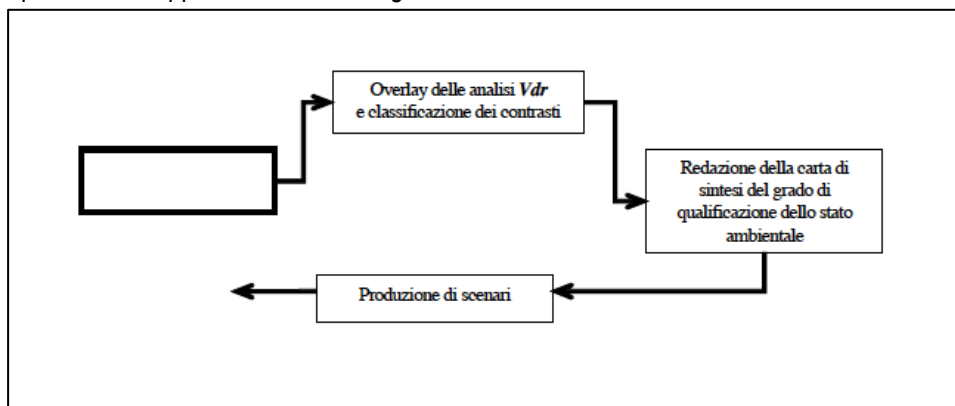 Overlay delle analisi Vdr
e classificazione dei contrasti
Redazione della carta di
sintesi del grado di
qualificazione dello stato
ambientale
Produzione di scenari